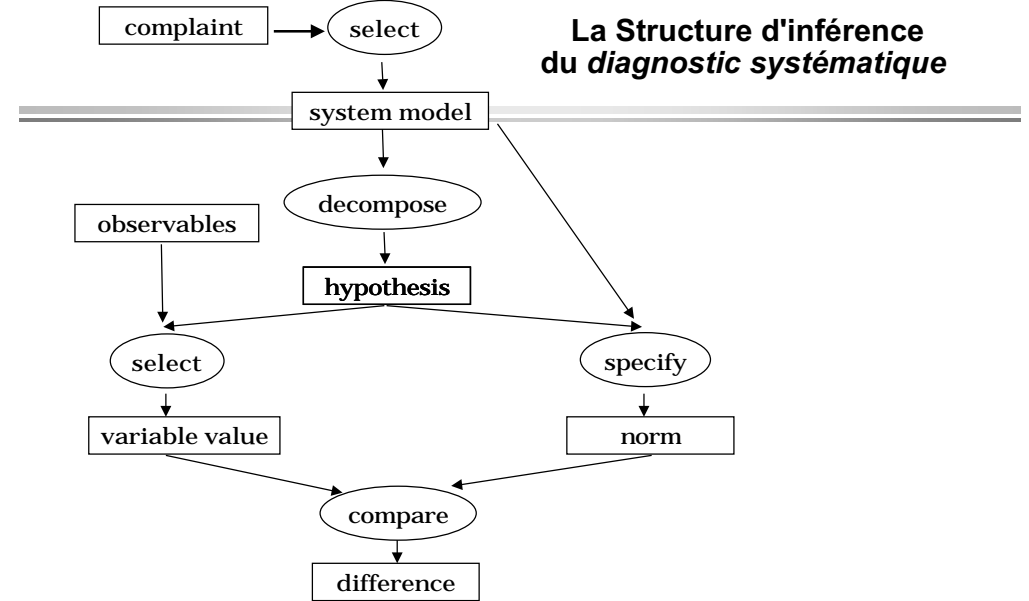 complaint
select
La Structure d'inférence
du diagnostic systématique
system model
decompose
observables
hypothesis
select
specify
variable value
norm
compare
difference